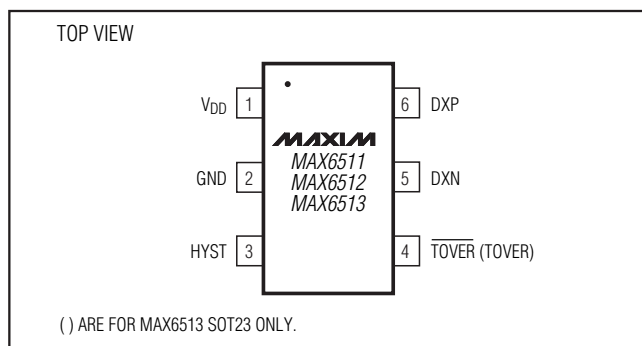 TOP VIEW
VDD 1
6 DXP
MAXIM
MAX6511
MAX6512
MAX6513
GND 2
5 DXN
HYST 3
4 TOVER (TOVER)
( ) ARE FOR MAX6513 SOT23 ONLY.